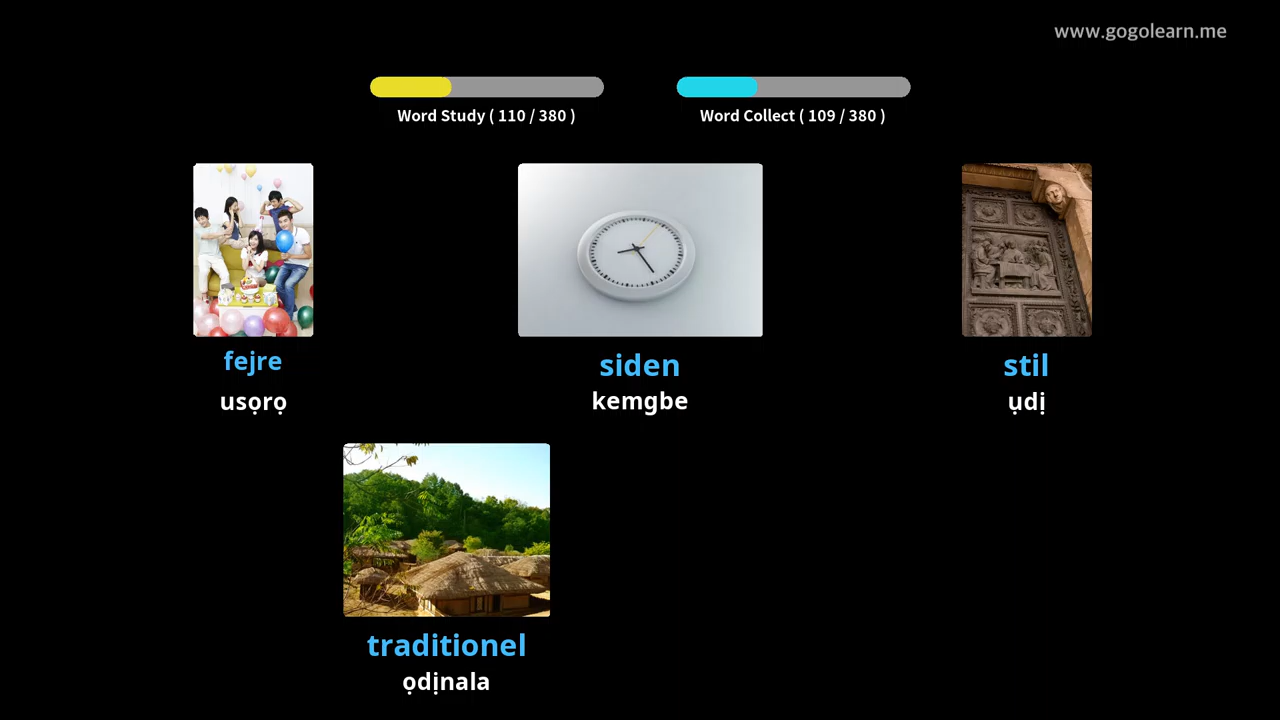 www.gogolearn.me
Word Study ( 110 / 380 )
Word Collect ( 109 / 380 )
fejre
usọrọ
siden
kemgbe
stil
ụdị
traditionel
ọdịnala